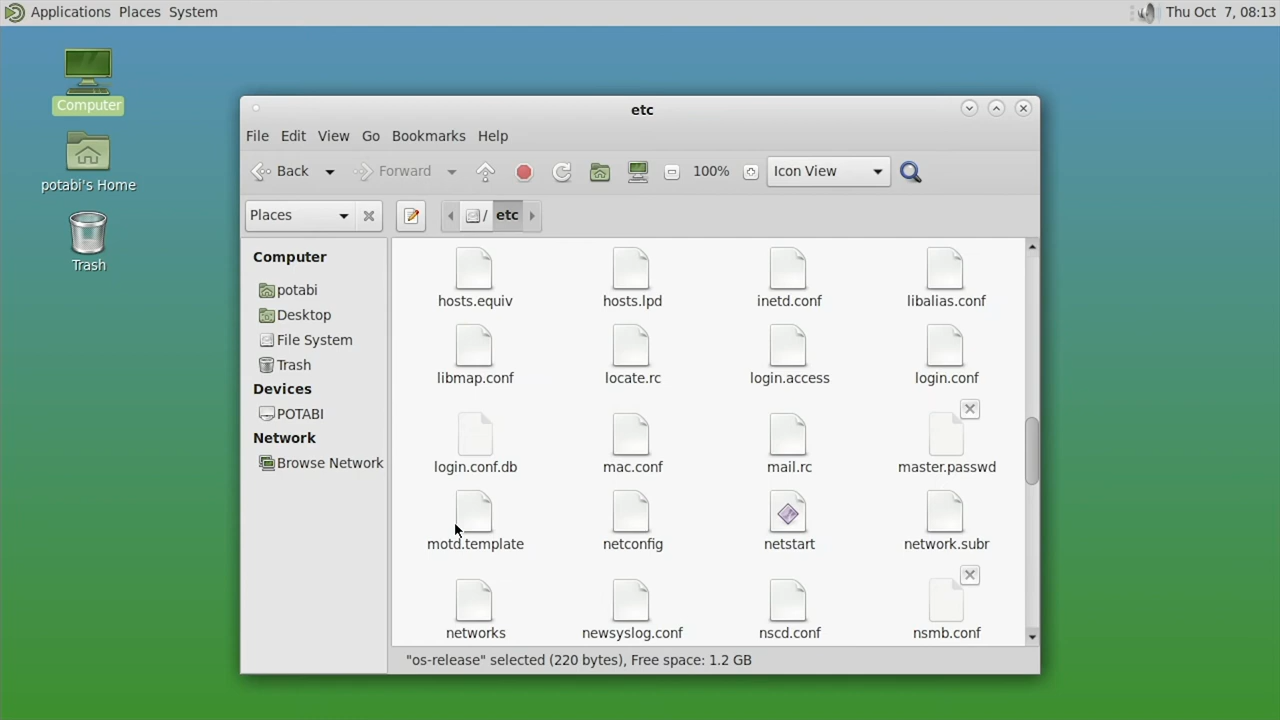 Applications Places System
Thu Oct 7, 08:13
Computer
potabi's Home
Trash
etc
File Edit View Go Bookmarks Help
Back Forward 100% Icon View
Places / etc
Computer
potabi
Desktop
File System
Trash
Devices
POTABI
Network
Browse Network
hosts.equiv hosts.lpd inetd.conf libalias.conf
libmap.conf locate.rc login.access login.conf
login.conf.db mac.conf mail.rc master.passwd
motd.template netconfig netstart network.subr
networks newsyslog.conf nscd.conf nsmb.conf
"os-release" selected (220 bytes), Free space: 1.2 GB